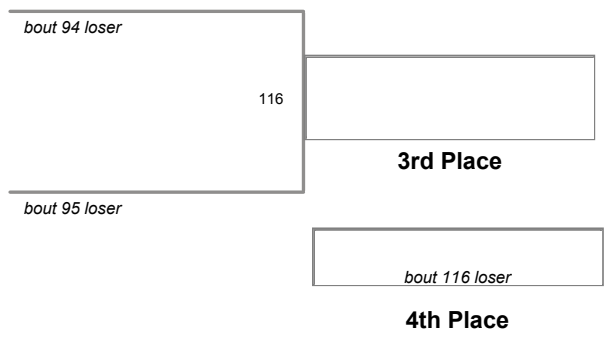 bout 94 loser
116
3rd Place
bout 95 loser
bout 116 loser
4th Place